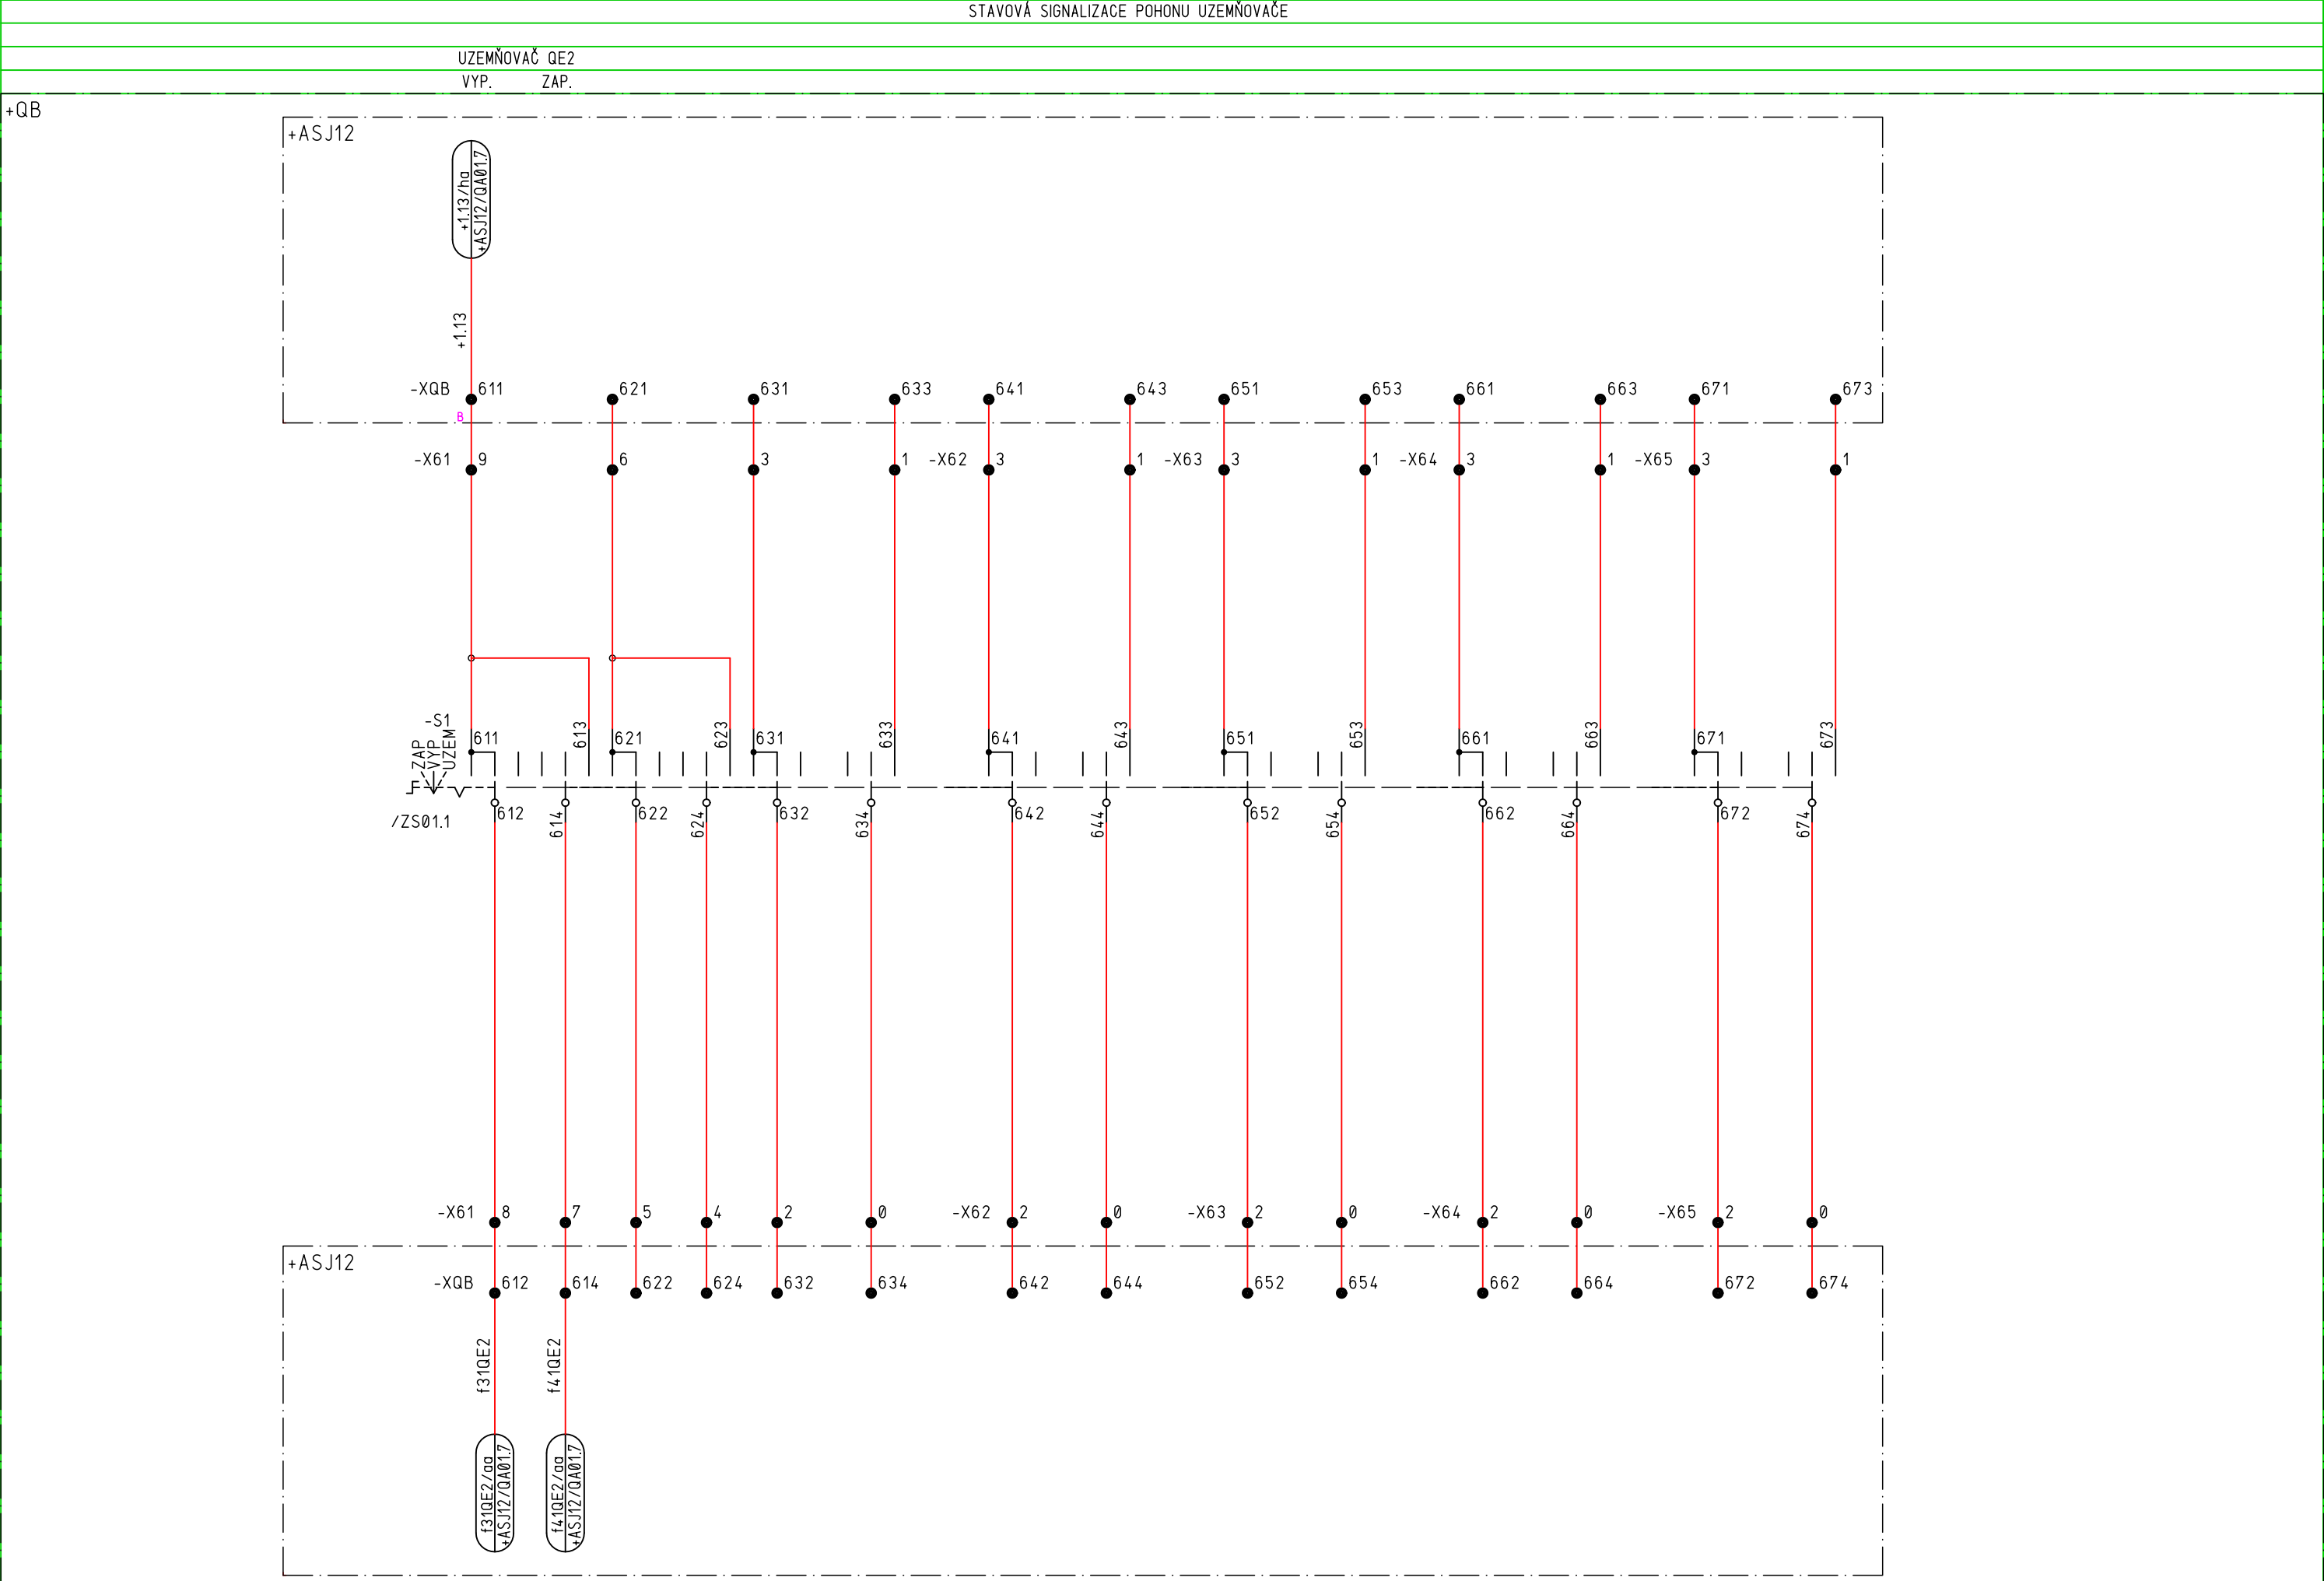 STAVOVÁ SIGNALIZACE POHONU UZEMŇOVAČE
UZEMŇOVAČ QE2
VYP. ZAP.
+QB
+ASJ12
+1.13/ha
+ASJ12/QA01.7
+1.13
-XQB 611 621 631 633 641 643 651 653 661 663 671 673
B
-X61 9 6 3 1 -X62 3 1 -X63 3 1 -X64 3 1 -X65 3 1
-S1
ZAP
VYP
UZEM
611 613 621 623 631 633 641 643 651 653 661 663 671 673
/ZS01.1
612 614 622 624 632 634 642 644 652 654 662 664 672 674
-X61 8 7 5 4 2 0 -X62 2 0 -X63 2 0 -X64 2 0 -X65 2 0
+ASJ12
-XQB 612 614 622 624 632 634 642 644 652 654 662 664 672 674
f31QE2 f41QE2
f31QE2/aa
+ASJ12/QA01.7
f41QE2/aa
+ASJ12/QA01.7